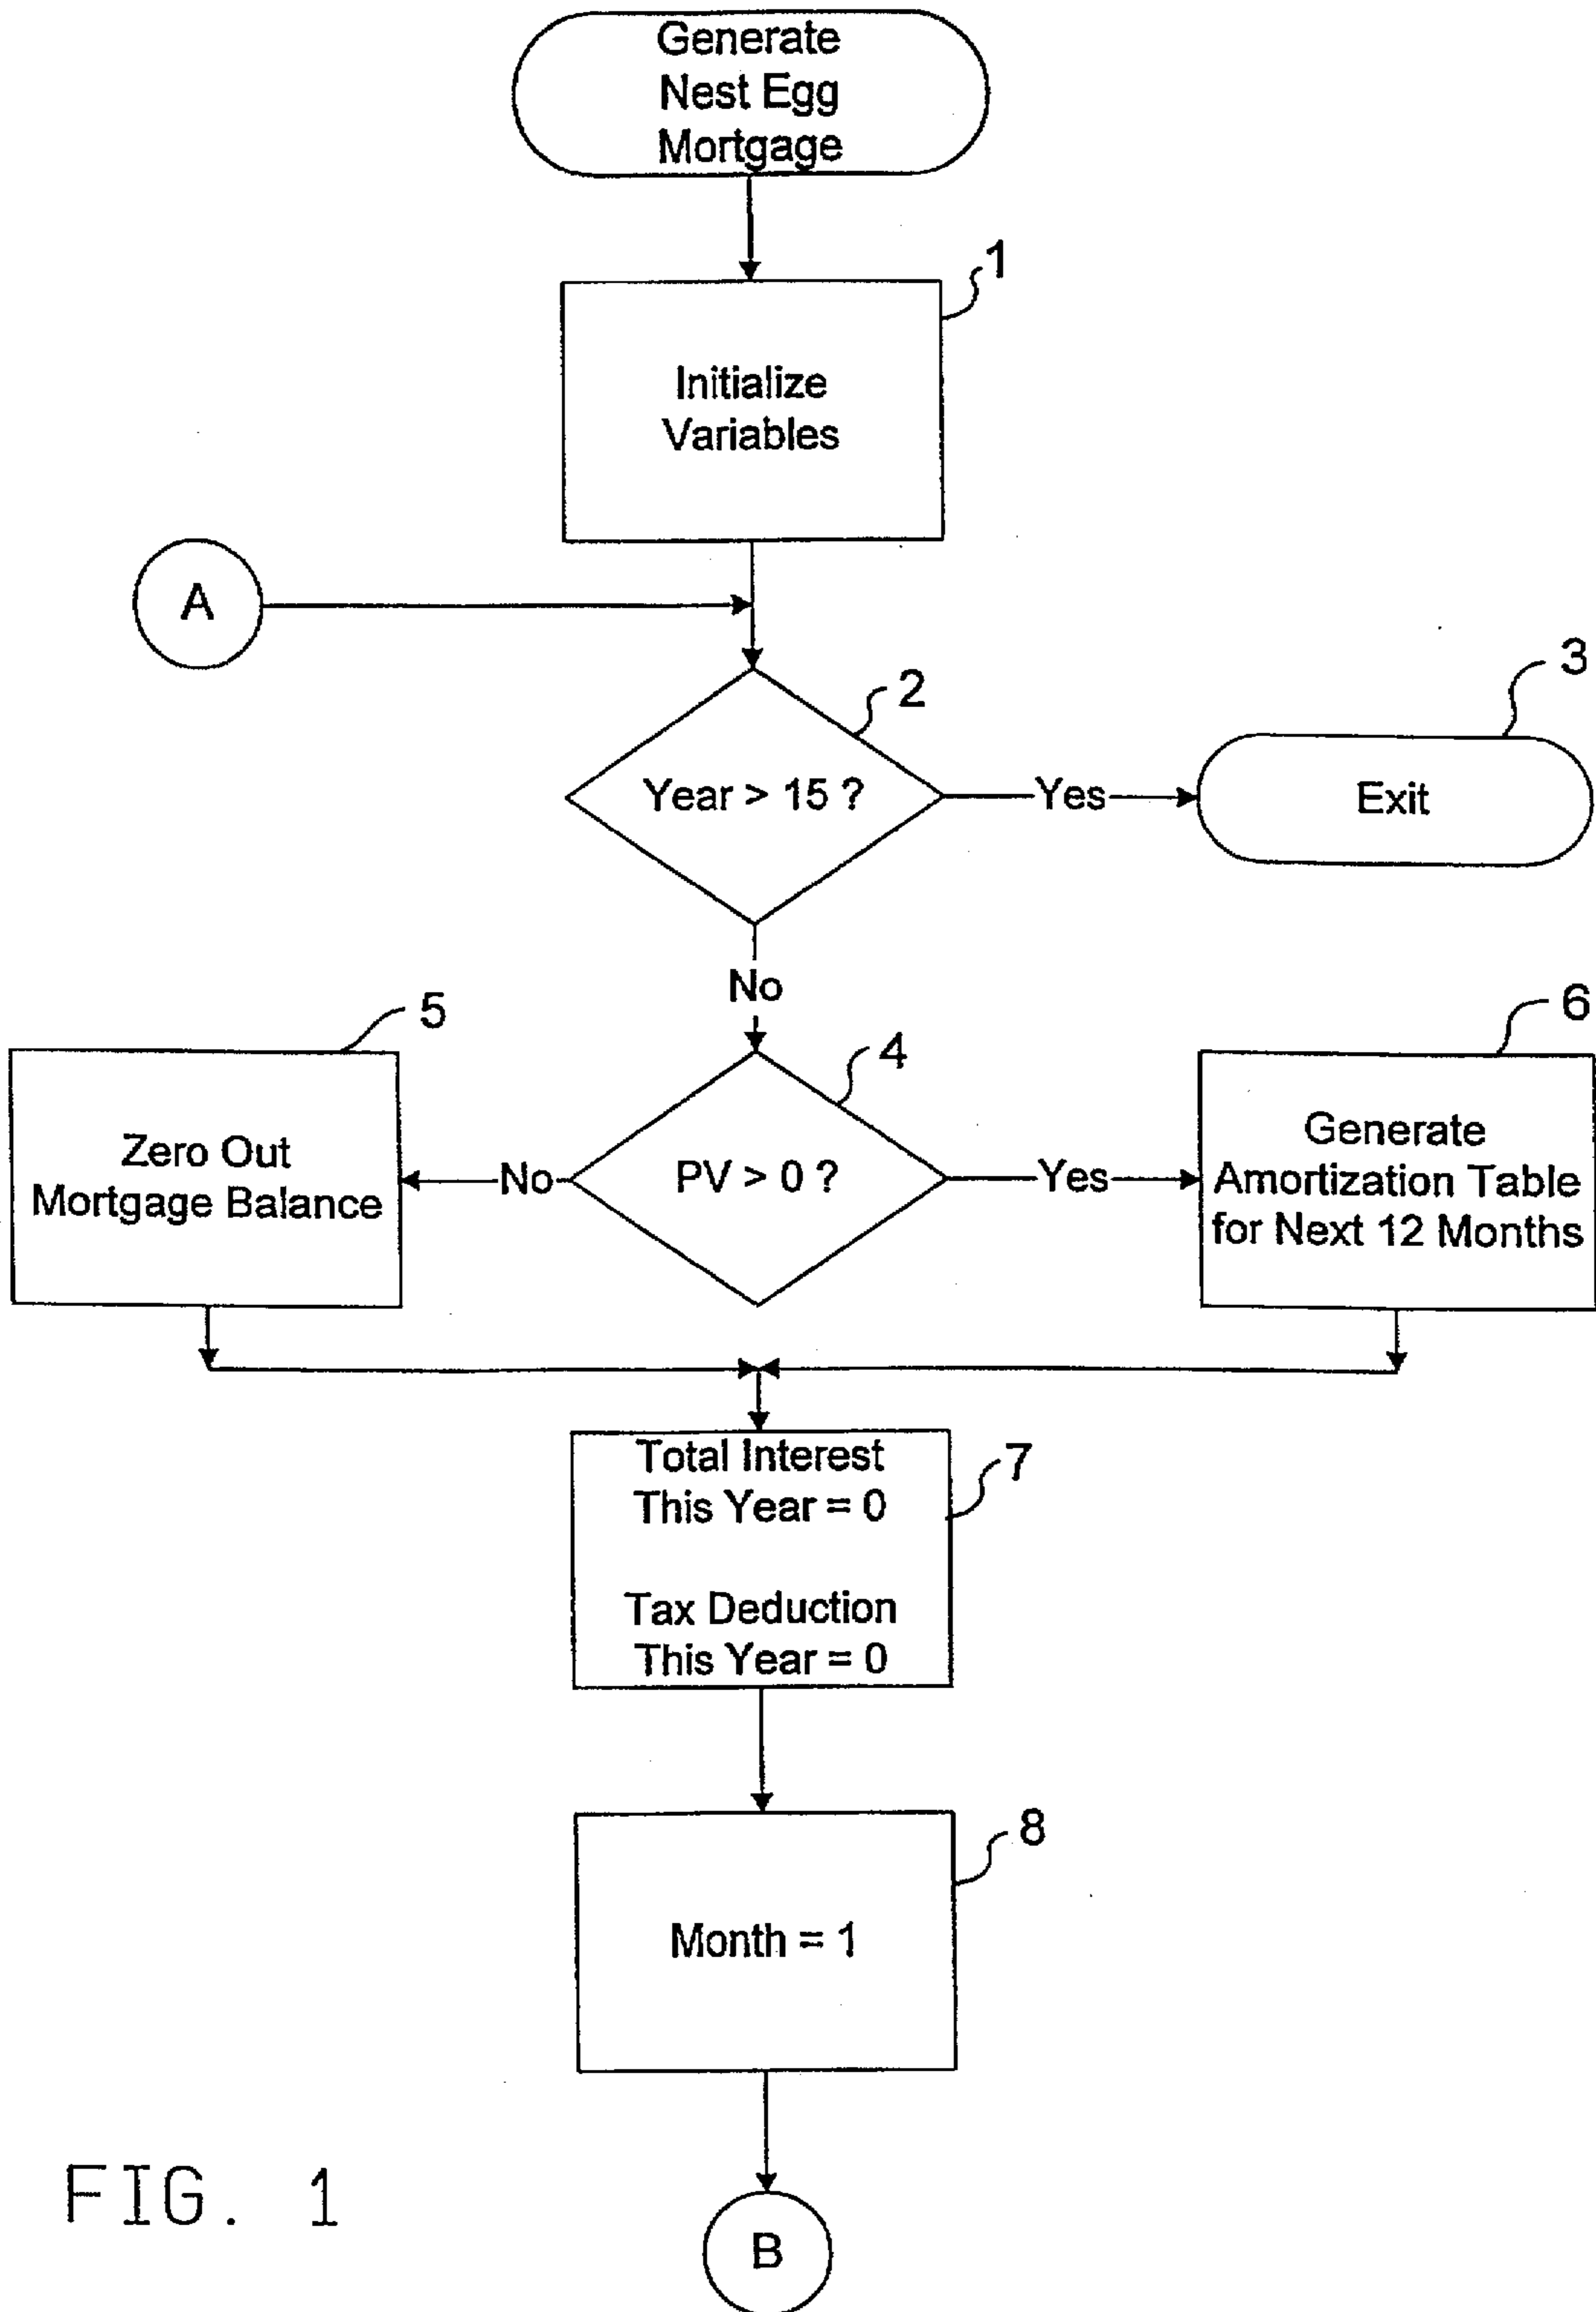 Generate
Nest Egg
Mortgage
1
Initialize
Variables
A
2
3
Year > 15 ?
Yes
Exit
No
5
4
6
Zero Out
Mortgage Balance
No
PV > 0 ?
Yes
Generate
Amortization Table
for Next 12 Months
Total Interest
This Year = 0
7
Tax Deduction
This Year = 0
8
Month = 1
FIG. 1
B